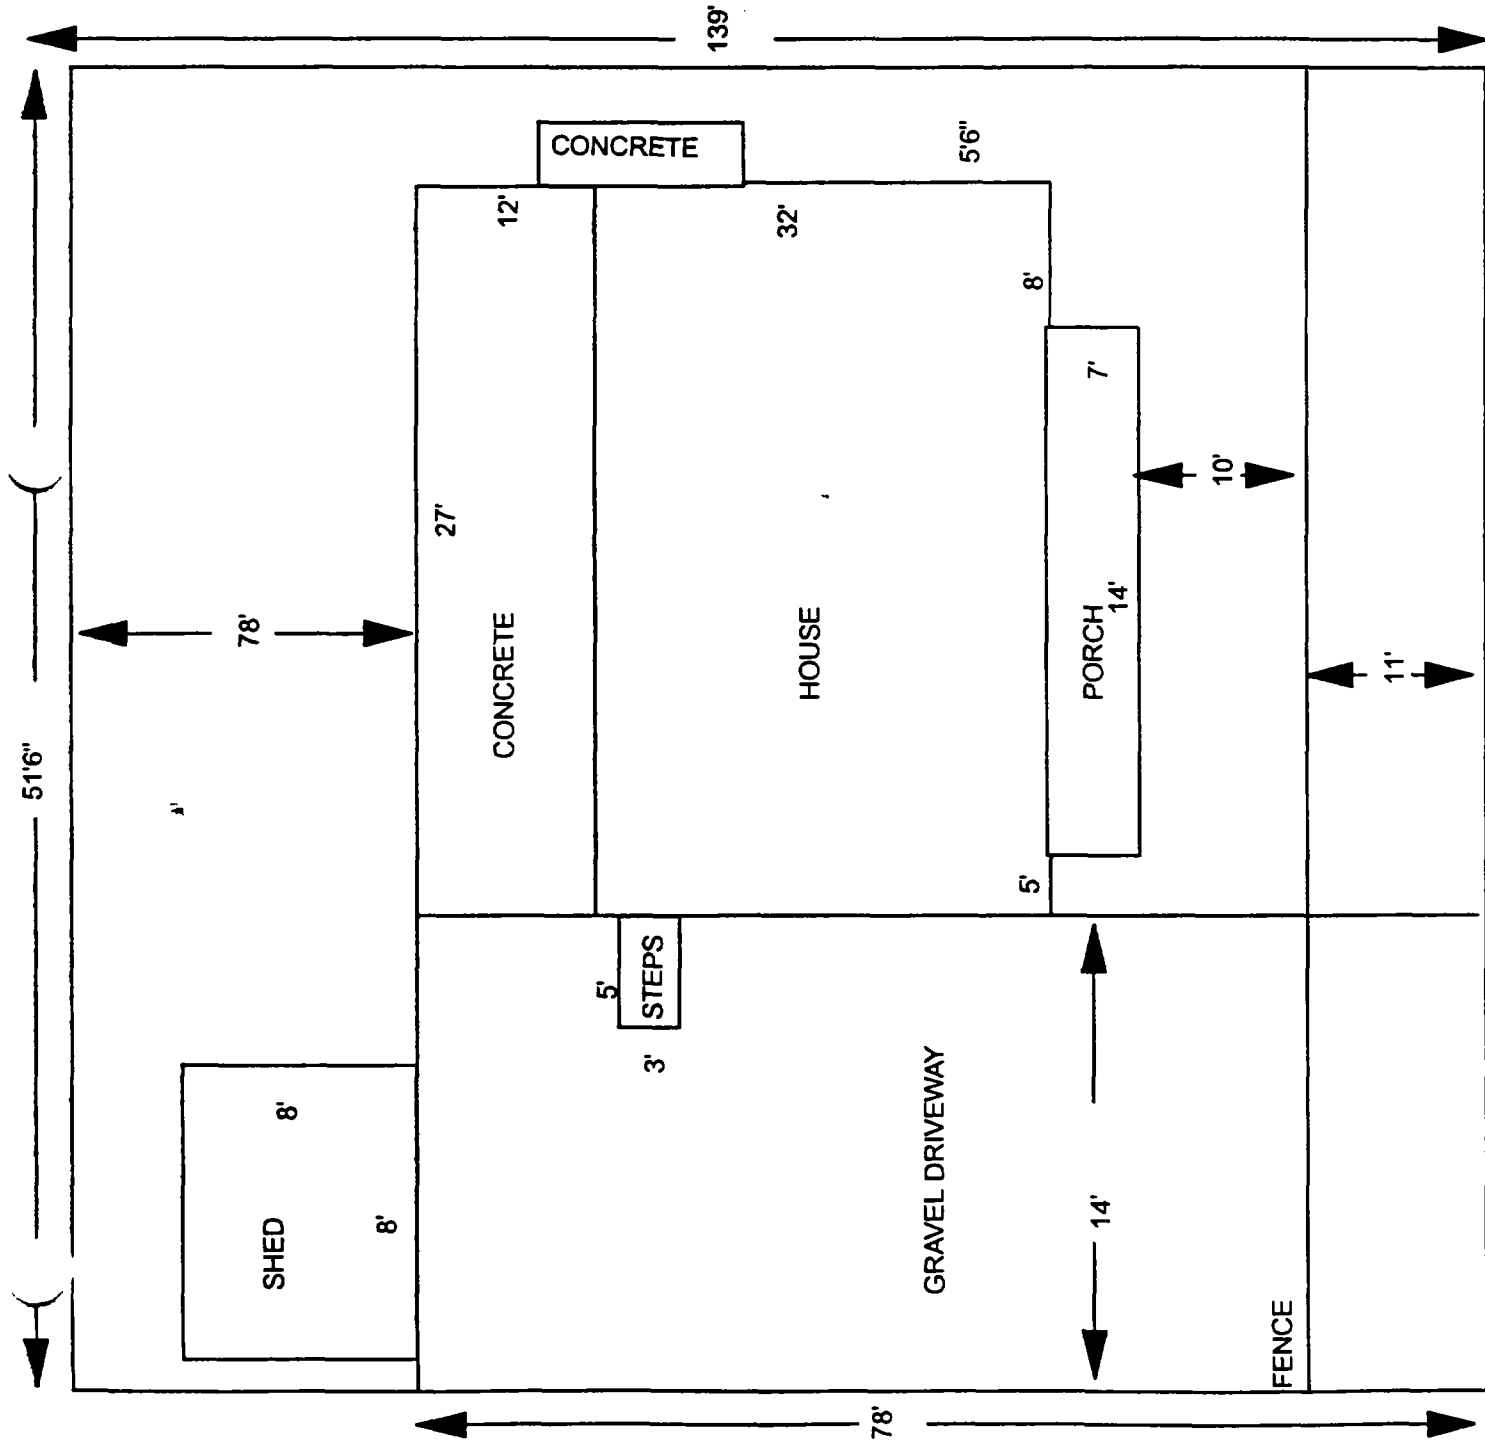 139'
51'6"
CONCRETE
5'6"
12'
32'
8'
27'
7'
10'
78'
CONCRETE
HOUSE
PORCH
14'
11'
5'
STEPS
5'
3'
8'
8'
SHED
GRAVEL DRIVEWAY
14'
FENCE
78'